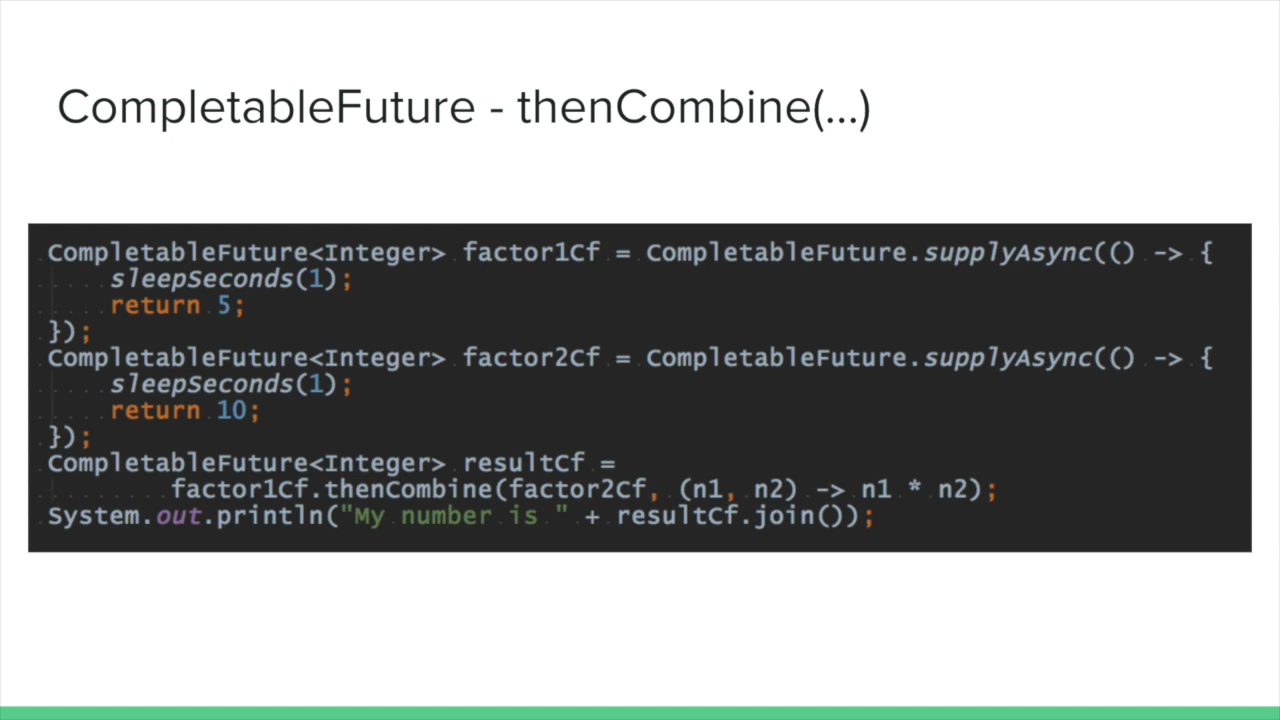 CompletableFuture - thenCombine(...)
CompletableFuture<Integer> factor1Cf = CompletableFuture.supplyAsync(() -> {
    sleepSeconds(1);
    return 5;
});
CompletableFuture<Integer> factor2Cf = CompletableFuture.supplyAsync(() -> {
    sleepSeconds(1);
    return 10;
});
CompletableFuture<Integer> resultCf =
        factor1Cf.thenCombine(factor2Cf, (n1, n2) -> n1 * n2);
System.out.println("My number is " + resultCf.join());